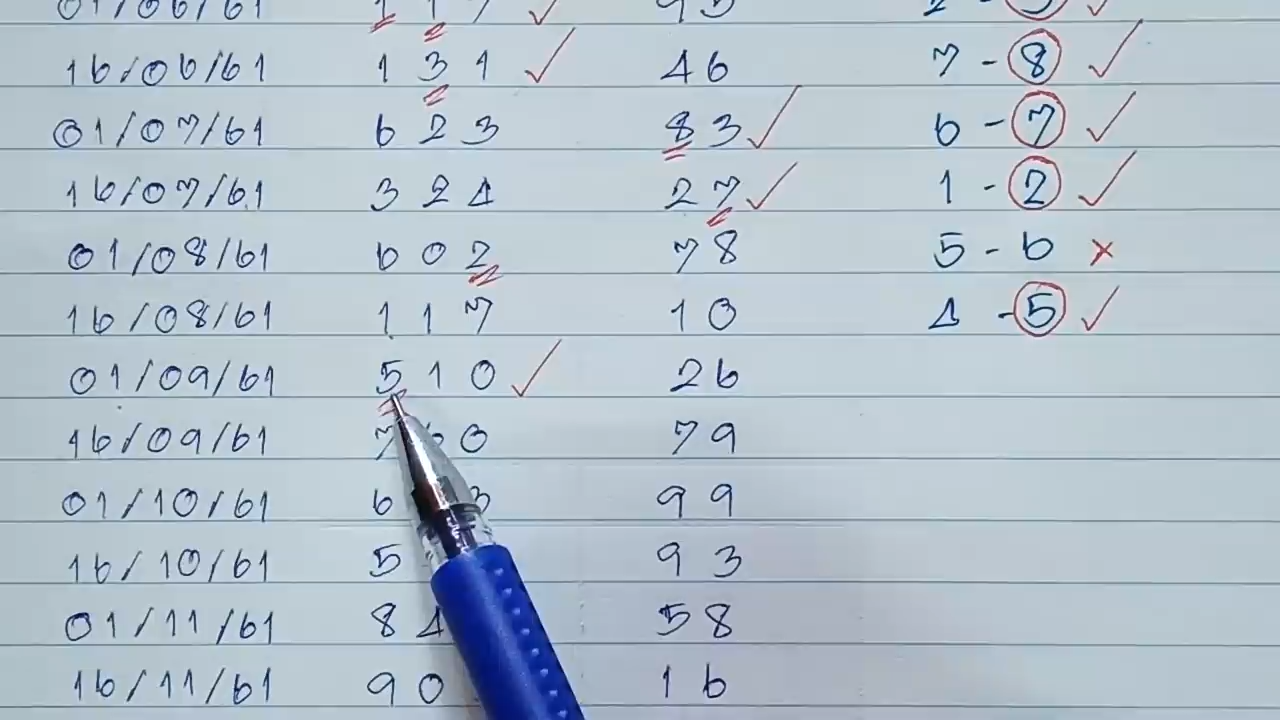 16/06/61 1 3 1 ✓ 46 7 - 8 ✓
01/07/61 6 2 3 83 ✓ 6 - 7 ✓
16/07/61 3 2 4 27 ✓ 1 - 2 ✓
01/08/61 6 0 2 78 5 - 6 ×
16/08/61 1 1 7 10 4 - 5 ✓
01/09/61 5 1 0 ✓ 26
16/09/61 7 0 79
01/10/61 6 3 99
16/10/61 5 93
01/11/61 8 4 58
16/11/61 9 0 16